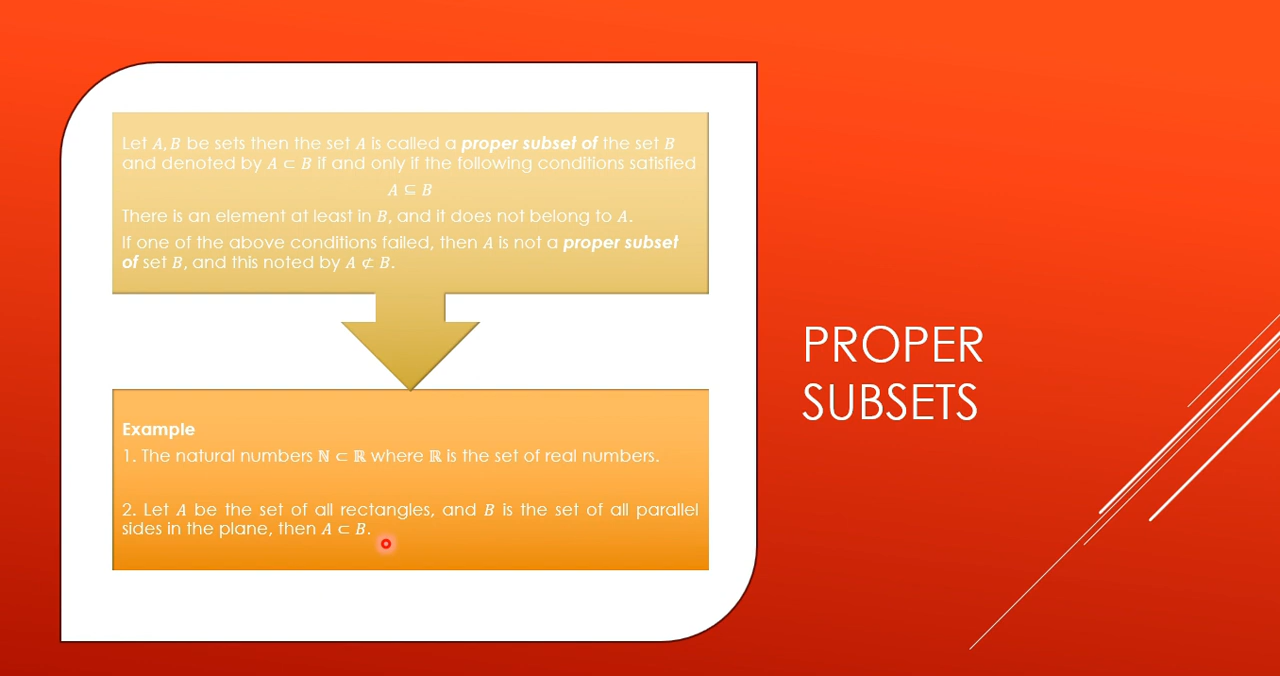 Let A, B be sets then the set A is called a proper subset of the set B
and denoted by A ⊂ B if and only if the following conditions satisfied
A ⊆ B
There is an element at least in B, and it does not belong to A.
If one of the above conditions failed, then A is not a proper subset
of set B, and this noted by A ⊄ B.
Example
1. The natural numbers ℕ ⊂ ℝ where ℝ is the set of real numbers.
2. Let A be the set of all rectangles, and B is the set of all parallel
sides in the plane, then A ⊂ B.
PROPER
SUBSETS